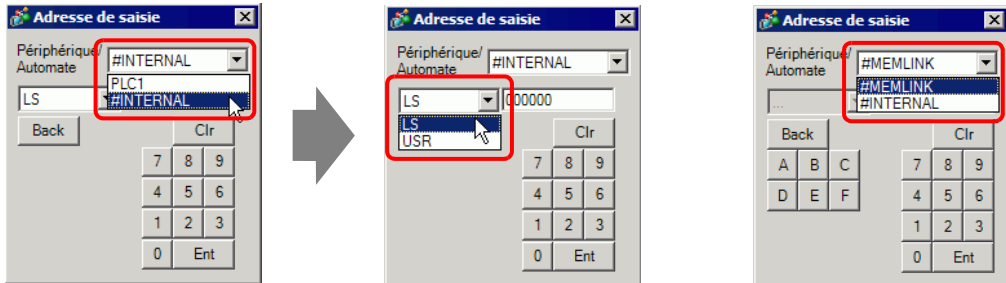 Adresse de saisie
Périphérique/
Automate
#INTERNAL
PLC1
#INTERNAL
LS
Back
Clr
7 8 9
4 5 6
1 2 3
0 Ent
Adresse de saisie
Périphérique/
Automate
#INTERNAL
LS
000000
LS
USR
Clr
7 8 9
4 5 6
1 2 3
0 Ent
Adresse de saisie
Périphérique/
Automate
#MEMLINK
#MEMLINK
#INTERNAL
...
Back
Clr
A B C 7 8 9
D E F 4 5 6
1 2 3
0 Ent